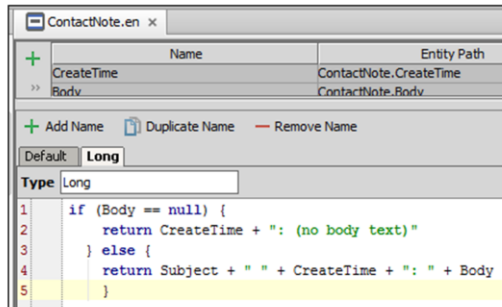 ContactNote.en ×
Name Entity Path
CreateTime ContactNote.CreateTime
Body ContactNote.Body
Add Name Duplicate Name Remove Name
Default Long
Type Long
1 if (Body == null) {
2 return CreateTime + ": (no body text)"
3 } else {
4 return Subject + " " + CreateTime + ": " + Body
5 }